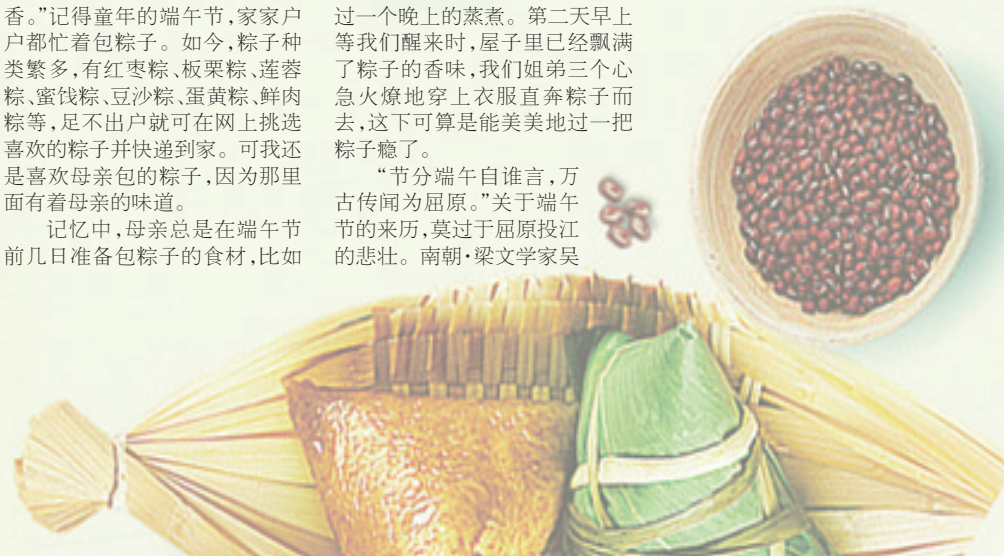 香。”记得童年的端午节,家家户
户都忙着包粽子。如今,粽子种
类繁多,有红枣粽、板栗粽、莲蓉
粽、蜜饯粽、豆沙粽、蛋黄粽、鲜肉
粽等,足不出户就可在网上挑选
喜欢的粽子并快递到家。可我还
是喜欢母亲包的粽子,因为那里
面有着母亲的味道。
记忆中,母亲总是在端午节
前几日准备包粽子的食材,比如
过一个晚上的蒸煮。第二天早上
等我们醒来时,屋子里已经飘满
了粽子的香味,我们姐弟三个心
急火燎地穿上衣服直奔粽子而
去,这下可算是能美美地过一把
粽子瘾了。
“节分端午自谁言,万
古传闻为屈原。”关于端午
节的来历,莫过于屈原投江
的悲壮。南朝·梁文学家吴